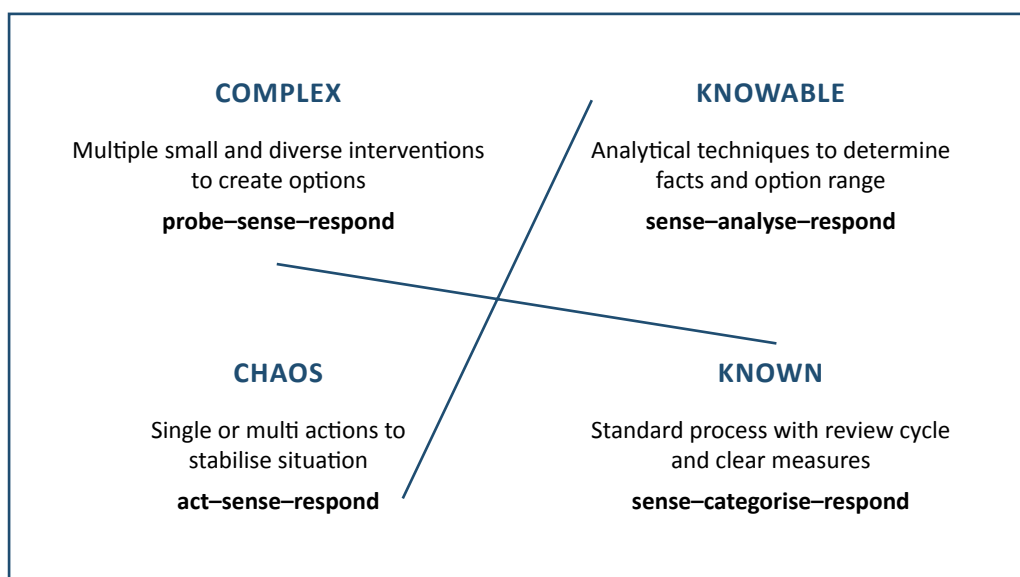 COMPLEX
Multiple small and diverse interventions
to create options
probe–sense–respond
KNOWABLE
Analytical techniques to determine
facts and option range
sense–analyse–respond
CHAOS
Single or multi actions to
stabilise situation
act–sense–respond
KNOWN
Standard process with review cycle
and clear measures
sense–categorise–respond